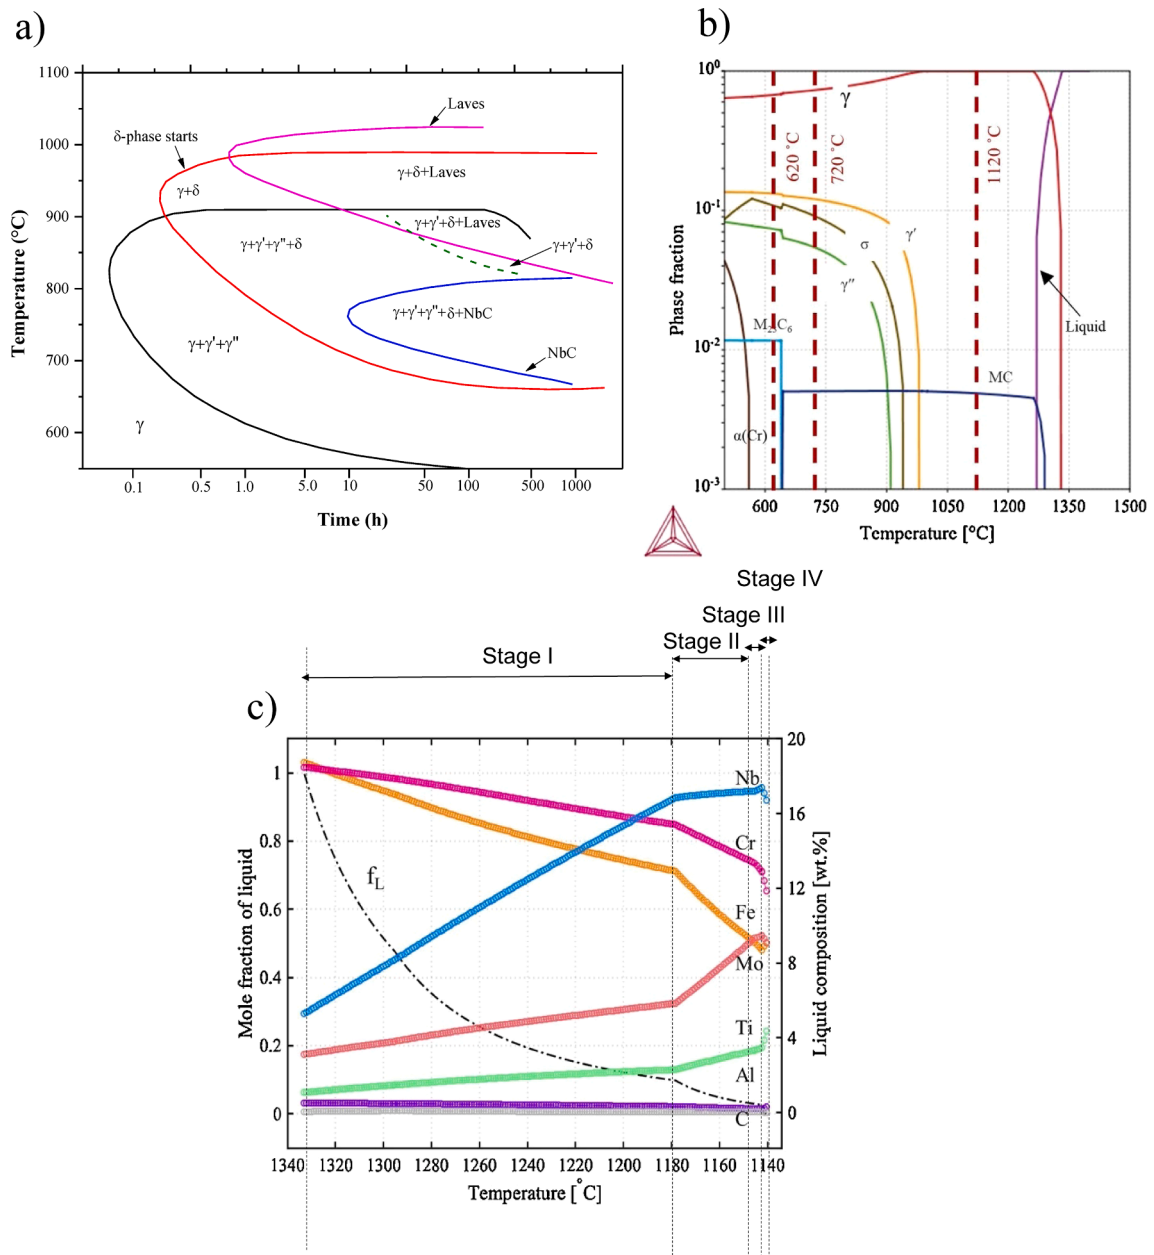 a)
1100
1000
900
800
700
600
Temperature (°C)
Laves
δ-phase starts
γ+δ
γ+δ+Laves
γ+γ'+δ+Laves
γ+γ'+γ''+δ
γ+γ'+δ
γ+γ'+γ''+δ+NbC
γ+γ'+γ''
NbC
γ
0.1 0.5 1.0 5.0 10 50 100 500 1000
Time (h)
b)
10⁰
10⁻¹
10⁻²
10⁻³
Phase fraction
γ
620 °C
720 °C
1120 °C
σ
γ'
γ''
Liquid
M₂₃C₆
MC
α(Cr)
600 750 900 1050 1200 1350 1500
Temperature [°C]
Stage IV
Stage III
Stage II
Stage I
c)
1
0.8
0.6
0.4
0.2
0
Mole fraction of liquid
20
16
12
8
4
0
Liquid composition [wt.%]
Nb
Cr
f_L
Fe
Mo
Ti
Al
C
1340 1320 1300 1280 1260 1240 1220 1200 1180 1160 1140
Temperature [°C]